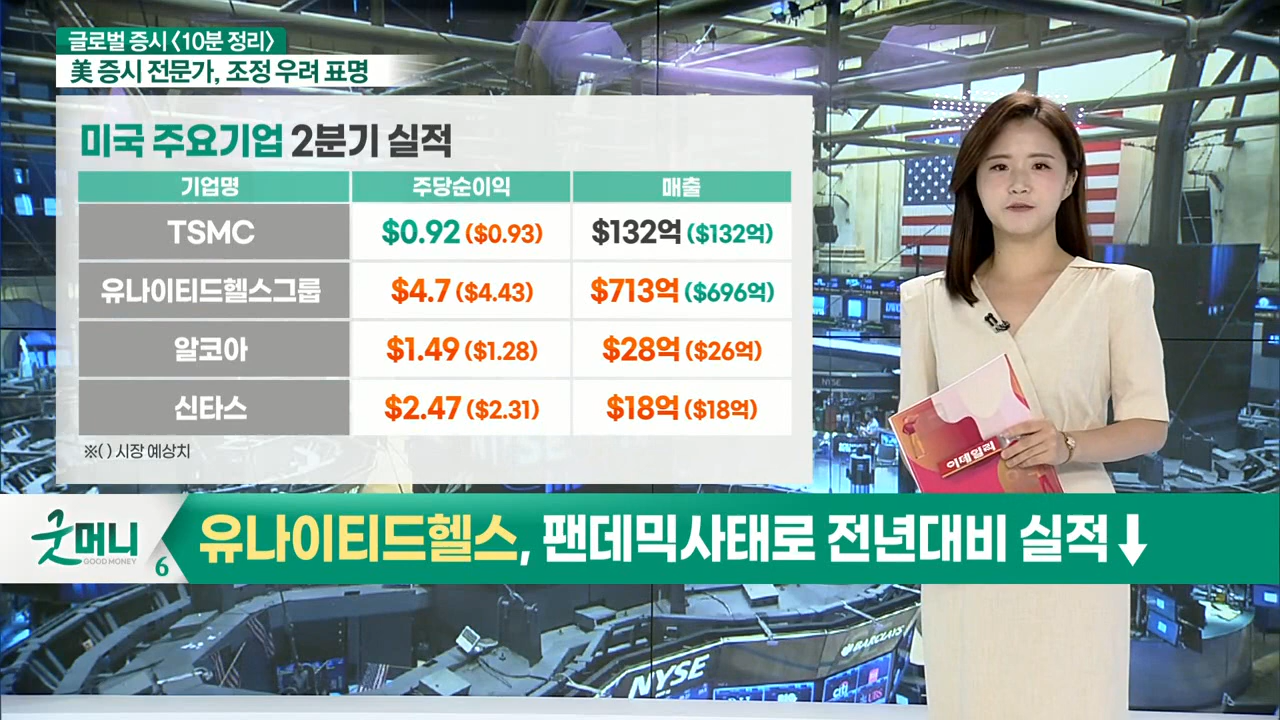 글로벌 증시 〈10분 정리〉
美 증시 전문가, 조정 우려 표명
미국 주요기업 2분기 실적
기업명 주당순이익 매출
TSMC $0.92 ($0.93) $132억 ($132억)
유나이티드헬스그룹 $4.7 ($4.43) $713억 ($696억)
알코아 $1.49 ($1.28) $28억 ($26억)
신타스 $2.47 ($2.31) $18억 ($18억)
※( ) 시장 예상치
이데일리
굿머니
GOOD MONEY
6
유나이티드헬스, 팬데믹사태로 전년대비 실적↓
NYSE
NYSE
BARCLAYS
citi
UBS